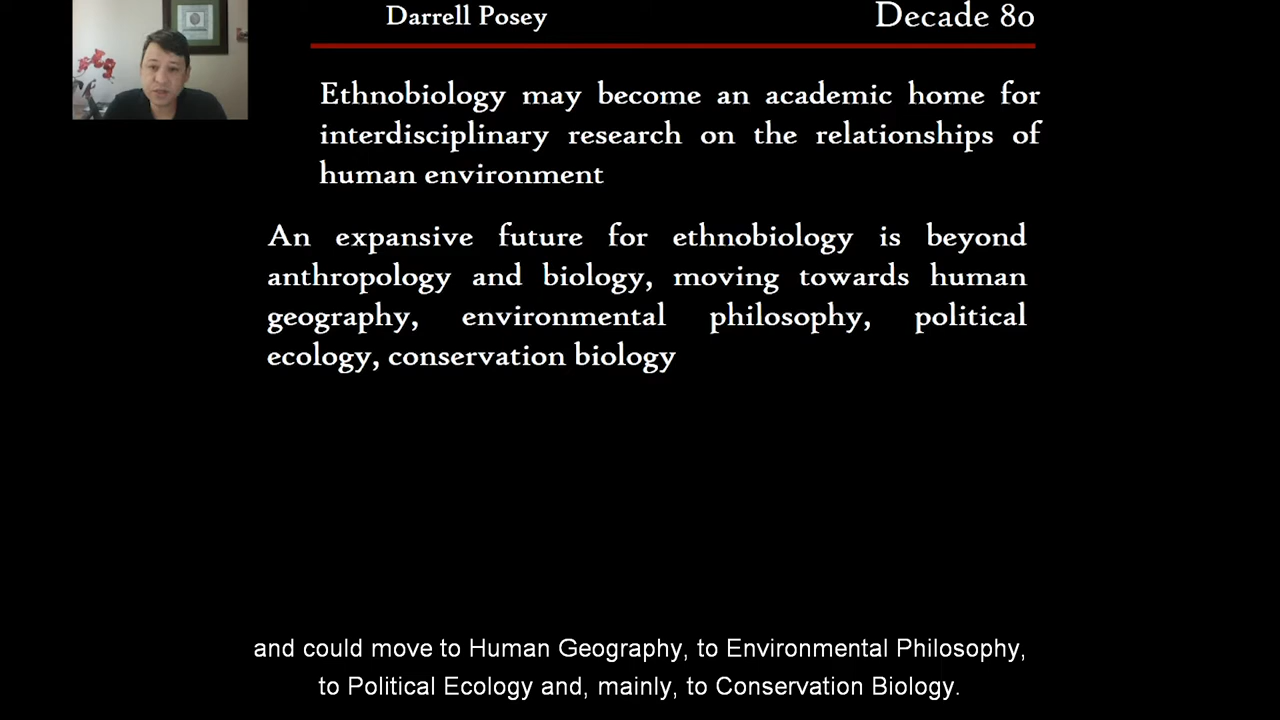 Darrell Posey
Decade 80
Ethnobiology may become an academic home for
interdisciplinary research on the relationships of
human environment
An expansive future for ethnobiology is beyond
anthropology and biology, moving towards human
geography, environmental philosophy, political
ecology, conservation biology
and could move to Human Geography, to Environmental Philosophy,
to Political Ecology and, mainly, to Conservation Biology.